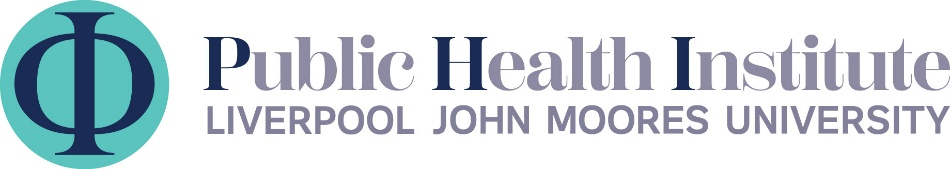 Φ
Public Health Institute
LIVERPOOL JOHN MOORES UNIVERSITY